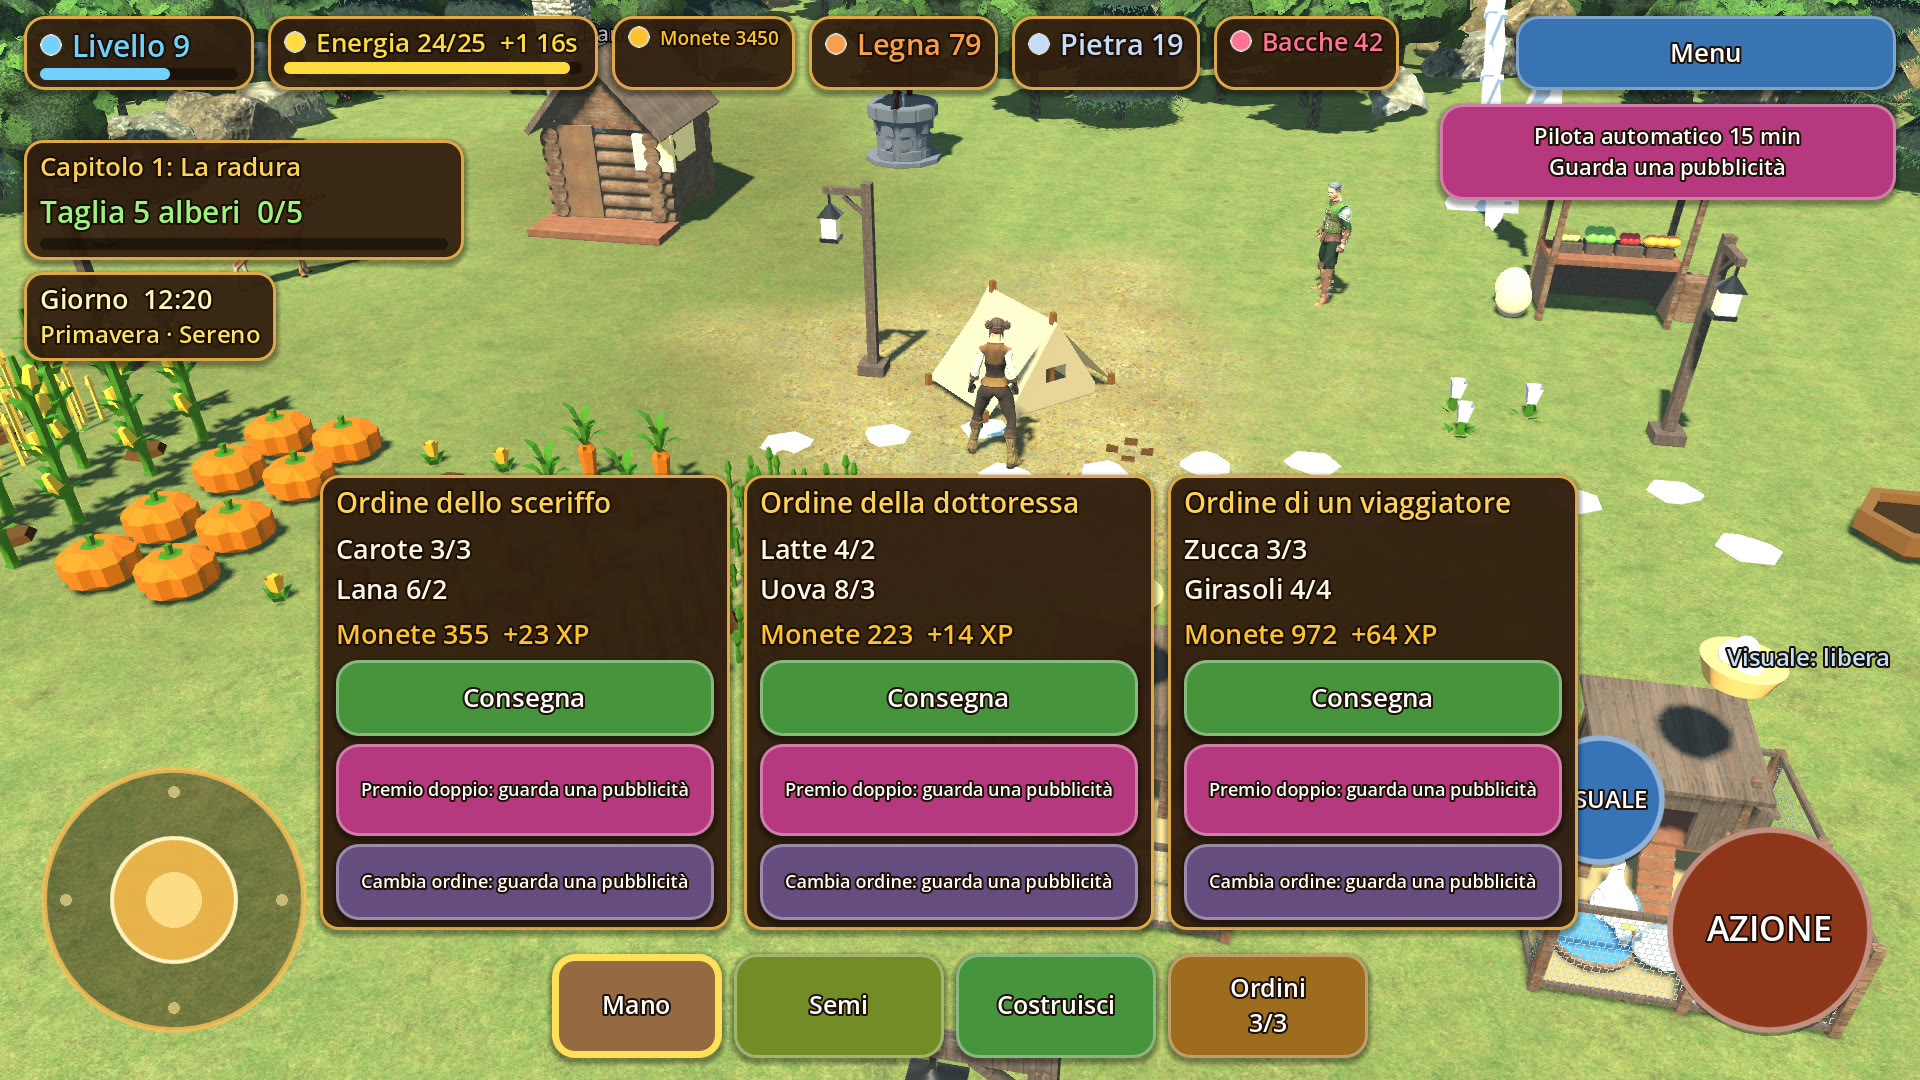 Livello 9
Energia 24/25 +1 16s
Monete 3450
Legna 79
Pietra 19
Bacche 42
Menu
Pilota automatico 15 min
Guarda una pubblicità
Capitolo 1: La radura
Taglia 5 alberi 0/5
Giorno 12:20
Primavera · Sereno
Ordine dello sceriffo
Carote 3/3
Lana 6/2
Monete 355 +23 XP
Consegna
Premio doppio: guarda una pubblicità
Cambia ordine: guarda una pubblicità
Ordine della dottoressa
Latte 4/2
Uova 8/3
Monete 223 +14 XP
Consegna
Premio doppio: guarda una pubblicità
Cambia ordine: guarda una pubblicità
Ordine di un viaggiatore
Zucca 3/3
Girasoli 4/4
Monete 972 +64 XP
Consegna
Premio doppio: guarda una pubblicità
Cambia ordine: guarda una pubblicità
Visuale: libera
SUALE
AZIONE
Mano
Semi
Costruisci
Ordini
3/3